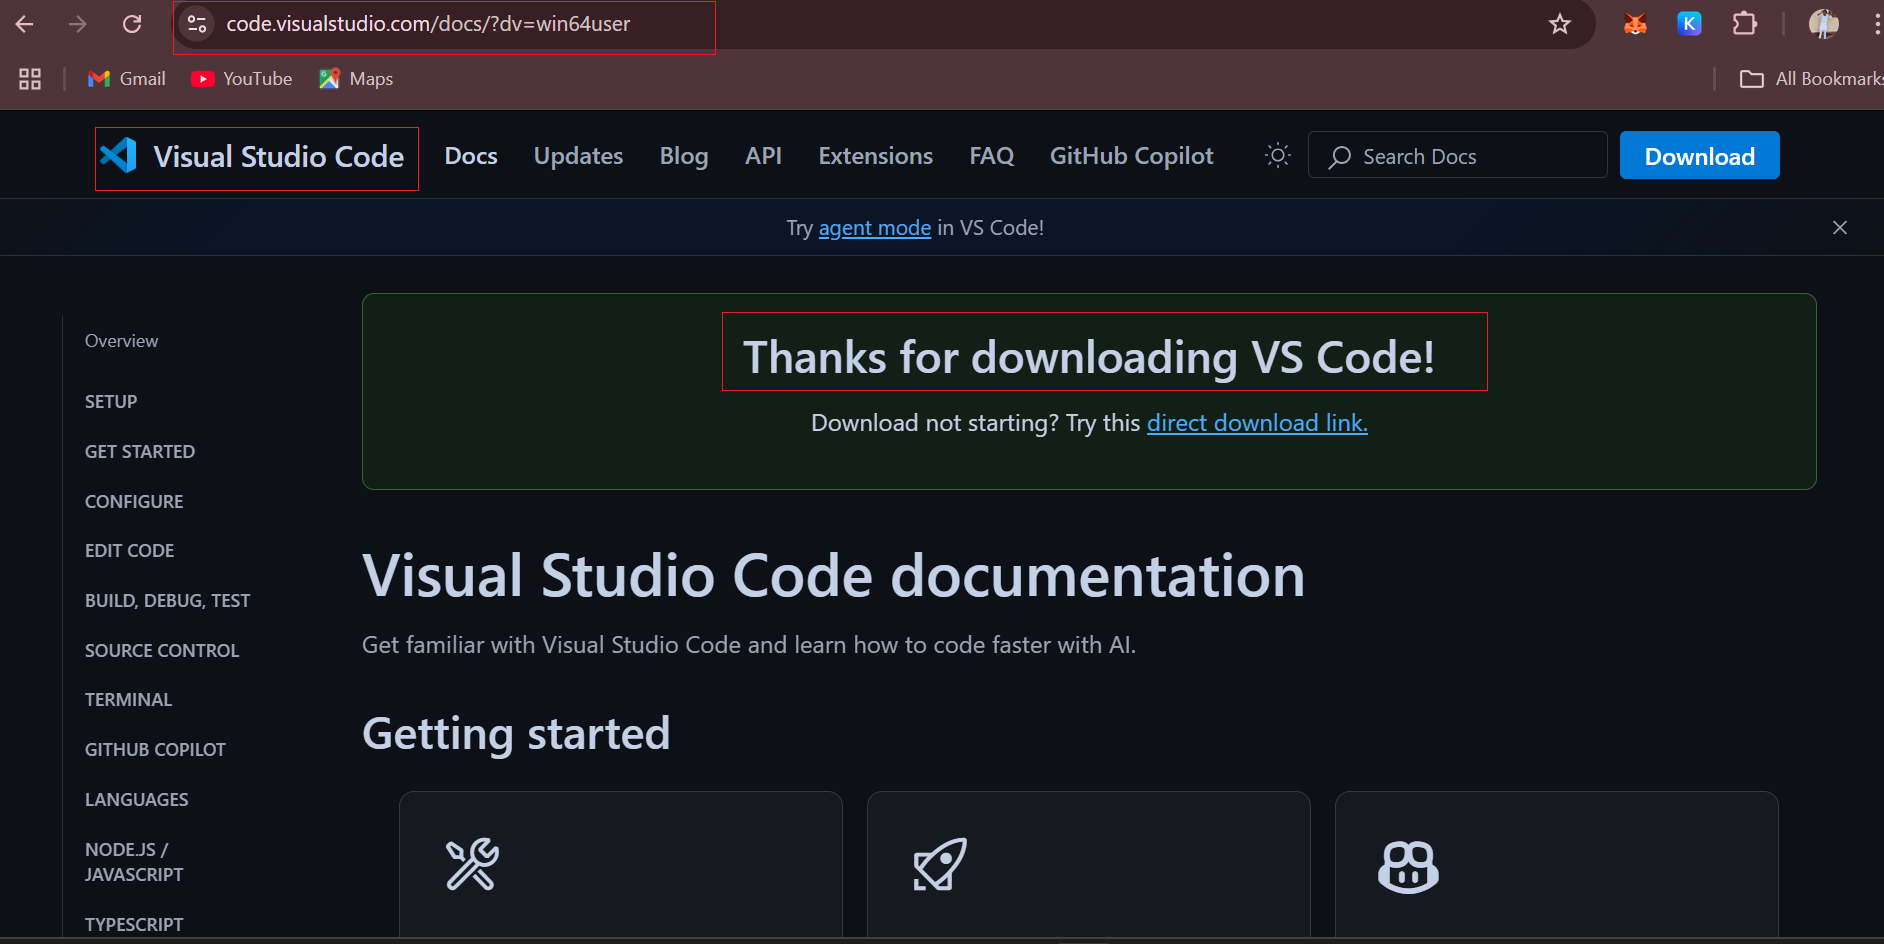 code.visualstudio.com/docs/?dv=win64user
K
Gmail YouTube Maps All Bookmarks
Visual Studio Code Docs Updates Blog API Extensions FAQ GitHub Copilot Search Docs Download
Try agent mode in VS Code!
Thanks for downloading VS Code!
Download not starting? Try this direct download link.
Overview
SETUP
GET STARTED
CONFIGURE
EDIT CODE
BUILD, DEBUG, TEST
SOURCE CONTROL
TERMINAL
GITHUB COPILOT
LANGUAGES
NODE.JS /
JAVASCRIPT
TYPESCRIPT
Visual Studio Code documentation
Get familiar with Visual Studio Code and learn how to code faster with AI.
Getting started